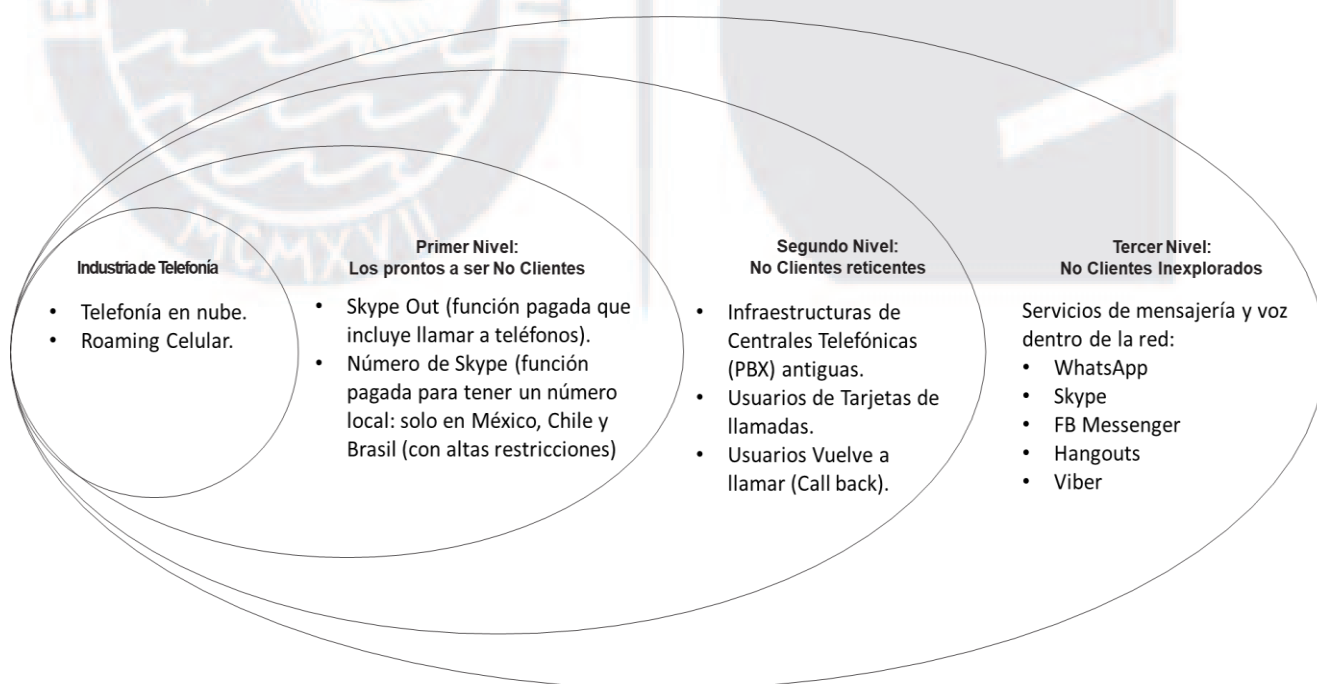 MCMXVII
Industria de Telefonía
• Telefonía en nube.
• Roaming Celular.
Primer Nivel:
Los prontos a ser No Clientes
• Skype Out (función pagada que
incluye llamar a teléfonos).
• Número de Skype (función
pagada para tener un número
local: solo en México, Chile y
Brasil (con altas restricciones)
Segundo Nivel:
No Clientes reticentes
• Infraestructuras de
Centrales Telefónicas
(PBX) antiguas.
• Usuarios de Tarjetas de
llamadas.
• Usuarios Vuelve a
llamar (Call back).
Tercer Nivel:
No Clientes Inexplorados
Servicios de mensajería y voz
dentro de la red:
• WhatsApp
• Skype
• FB Messenger
• Hangouts
• Viber